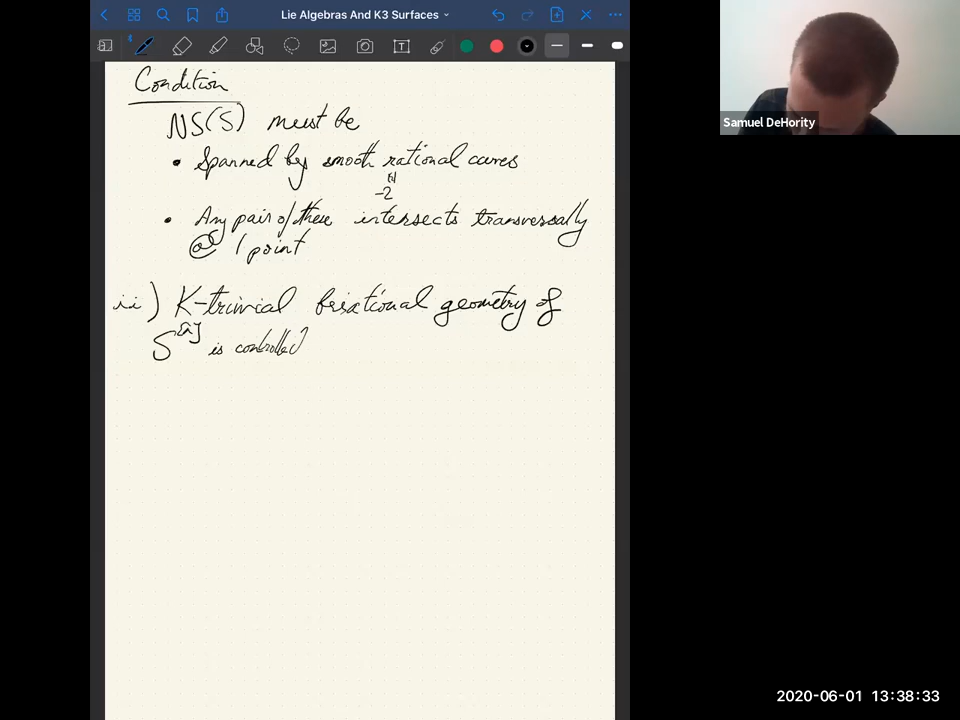 Lie Algebras And K3 Surfaces
Condition
NS(S) must be
• Spanned by smooth rational curves
-2
• Any pair of these intersects transversally
@ 1 point
ii) K-trivial birational geometry of
S^[n] is controlled
Samuel DeHority
2020-06-01 13:38:33